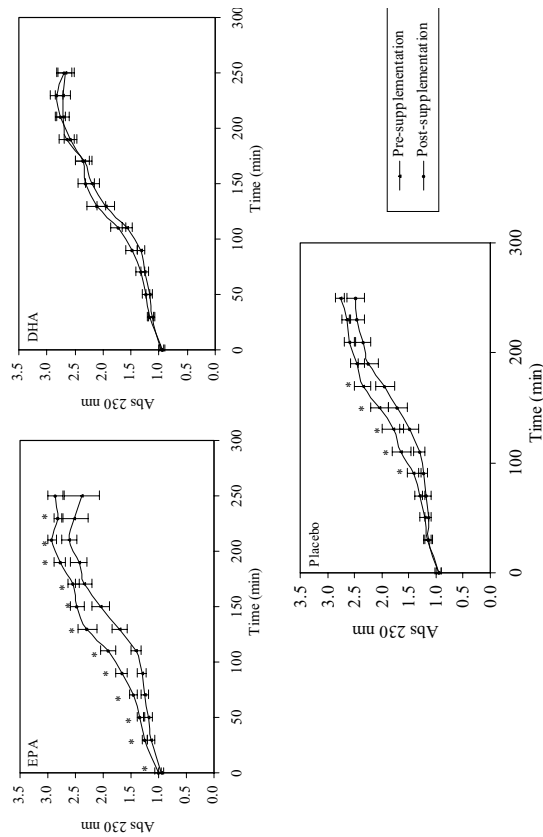 EPA
Abs 230 nm
3.5
3.0
2.5
2.0
1.5
1.0
0.5
0.0
* * * * * * * * * * * *
0 50 100 150 200 250 300
Time (min)
DHA
Abs 230 nm
3.5
3.0
2.5
2.0
1.5
1.0
0.5
0.0
0 50 100 150 200 250 300
Time (min)
Placebo
Abs 230 nm
3.5
3.0
2.5
2.0
1.5
1.0
0.5
0.0
* * * * *
0 100 200 300
Time (min)
Pre-supplementation
Post-supplementation